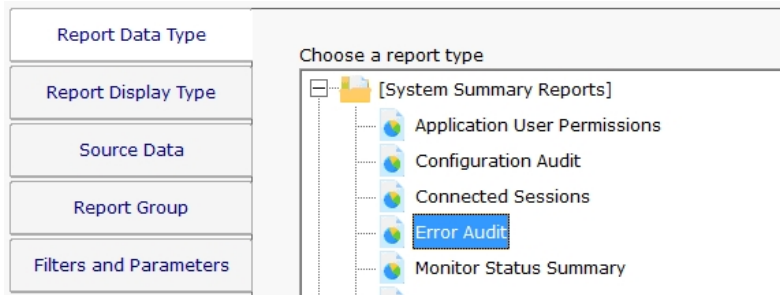 Report Data Type
Report Display Type
Source Data
Report Group
Filters and Parameters
Choose a report type
[System Summary Reports]
Application User Permissions
Configuration Audit
Connected Sessions
Error Audit
Monitor Status Summary